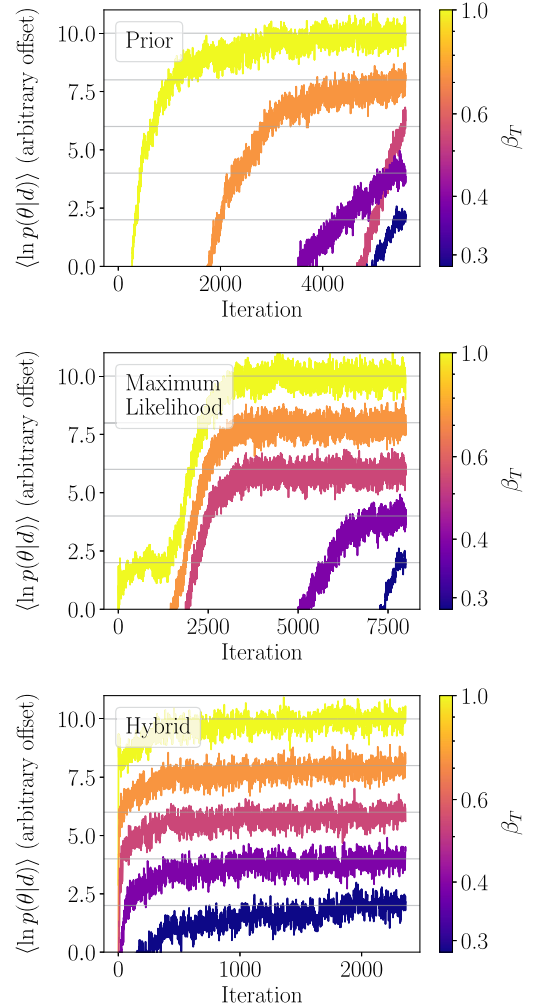 Prior
10.0
7.5
5.0
2.5
0.0
0
2000
4000
Iteration
⟨ln p(θ|d)⟩ (arbitrary offset)
1.0
0.6
0.4
0.3
β_T
Maximum
Likelihood
10.0
7.5
5.0
2.5
0.0
0
2500
5000
7500
Iteration
⟨ln p(θ|d)⟩ (arbitrary offset)
1.0
0.6
0.4
0.3
β_T
Hybrid
10.0
7.5
5.0
2.5
0.0
0
1000
2000
Iteration
⟨ln p(θ|d)⟩ (arbitrary offset)
1.0
0.6
0.4
0.3
β_T